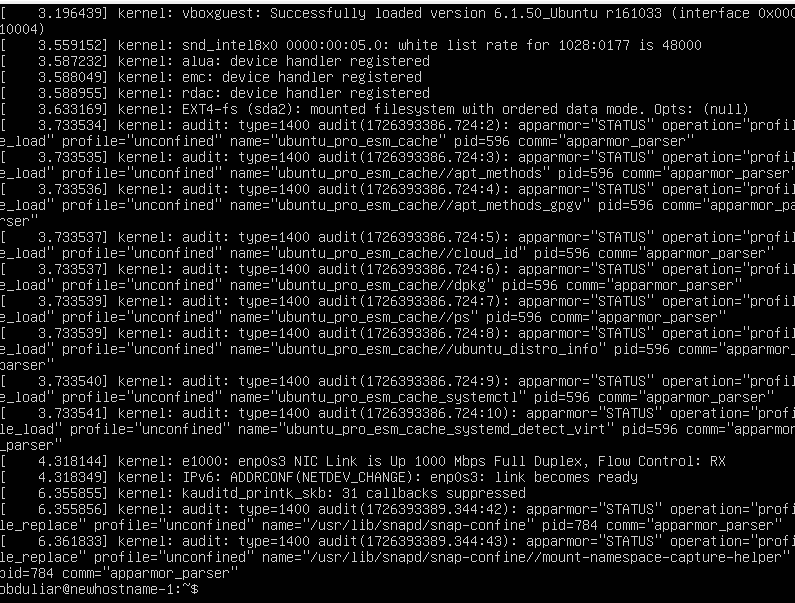 [    3.196439] kernel: vboxguest: Successfully loaded version 6.1.50_Ubuntu r161033 (interface 0x000
10004)
[    3.559152] kernel: snd_intel8x0 0000:00:05.0: white list rate for 1028:0177 is 48000
[    3.587232] kernel: alua: device handler registered
[    3.588049] kernel: emc: device handler registered
[    3.588955] kernel: rdac: device handler registered
[    3.633169] kernel: EXT4-fs (sda2): mounted filesystem with ordered data mode. Opts: (null)
[    3.733534] kernel: audit: type=1400 audit(1726393386.724:2): apparmor="STATUS" operation="profil
e_load" profile="unconfined" name="ubuntu_pro_esm_cache" pid=596 comm="apparmor_parser"
[    3.733535] kernel: audit: type=1400 audit(1726393386.724:3): apparmor="STATUS" operation="profil
e_load" profile="unconfined" name="ubuntu_pro_esm_cache//apt_methods" pid=596 comm="apparmor_parser"
[    3.733536] kernel: audit: type=1400 audit(1726393386.724:4): apparmor="STATUS" operation="profil
e_load" profile="unconfined" name="ubuntu_pro_esm_cache//apt_methods_gpgv" pid=596 comm="apparmor_pa
rser"
[    3.733537] kernel: audit: type=1400 audit(1726393386.724:5): apparmor="STATUS" operation="profil
e_load" profile="unconfined" name="ubuntu_pro_esm_cache//cloud_id" pid=596 comm="apparmor_parser"
[    3.733537] kernel: audit: type=1400 audit(1726393386.724:6): apparmor="STATUS" operation="profil
e_load" profile="unconfined" name="ubuntu_pro_esm_cache//dpkg" pid=596 comm="apparmor_parser"
[    3.733539] kernel: audit: type=1400 audit(1726393386.724:7): apparmor="STATUS" operation="profil
e_load" profile="unconfined" name="ubuntu_pro_esm_cache//ps" pid=596 comm="apparmor_parser"
[    3.733539] kernel: audit: type=1400 audit(1726393386.724:8): apparmor="STATUS" operation="profil
e_load" profile="unconfined" name="ubuntu_pro_esm_cache//ubuntu_distro_info" pid=596 comm="apparmor_
parser"
[    3.733540] kernel: audit: type=1400 audit(1726393386.724:9): apparmor="STATUS" operation="profil
e_load" profile="unconfined" name="ubuntu_pro_esm_cache_systemctl" pid=596 comm="apparmor_parser"
[    3.733541] kernel: audit: type=1400 audit(1726393386.724:10): apparmor="STATUS" operation="profi
le_load" profile="unconfined" name="ubuntu_pro_esm_cache_systemd_detect_virt" pid=596 comm="apparmor
_parser"
[    4.318144] kernel: e1000: enp0s3 NIC Link is Up 1000 Mbps Full Duplex, Flow Control: RX
[    4.318349] kernel: IPv6: ADDRCONF(NETDEV_CHANGE): enp0s3: link becomes ready
[    6.355855] kernel: kauditd_printk_skb: 31 callbacks suppressed
[    6.355856] kernel: audit: type=1400 audit(1726393389.344:42): apparmor="STATUS" operation="profi
le_replace" profile="unconfined" name="/usr/lib/snapd/snap-confine" pid=784 comm="apparmor_parser"
[    6.361833] kernel: audit: type=1400 audit(1726393389.344:43): apparmor="STATUS" operation="profi
le_replace" profile="unconfined" name="/usr/lib/snapd/snap-confine//mount-namespace-capture-helper"
pid=784 comm="apparmor_parser"
obduliar@newhostname-1:~$